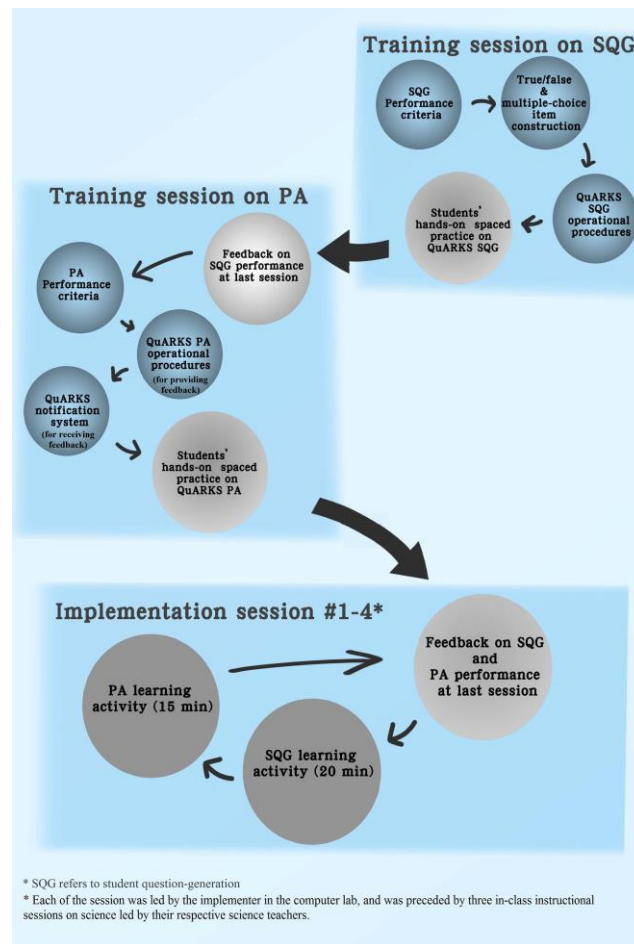 Training session on SQG
SQG
Performance
criteria
True/false
&
multiple-choice
item
construction
QuARKS
SQG
operational
procedures
Students'
hands-on spaced
practice on
QuARKS SQG
Training session on PA
Feedback on
SQG performance
at last session
PA
Performance
criteria
QuARKS PA
operational
procedures
(for providing
feedback)
QuARKS
notification
system
(for receiving
feedback)
Students'
hands-on spaced
practice on
QuARKS PA
Implementation session #1-4*
Feedback on SQG
and
PA performance
at last session
SQG learning
activity (20 min)
PA learning
activity (15 min)
* SQG refers to student question-generation
* Each of the session was led by the implementer in the computer lab, and was preceded by three in-class instructional
sessions on science led by their respective science teachers.